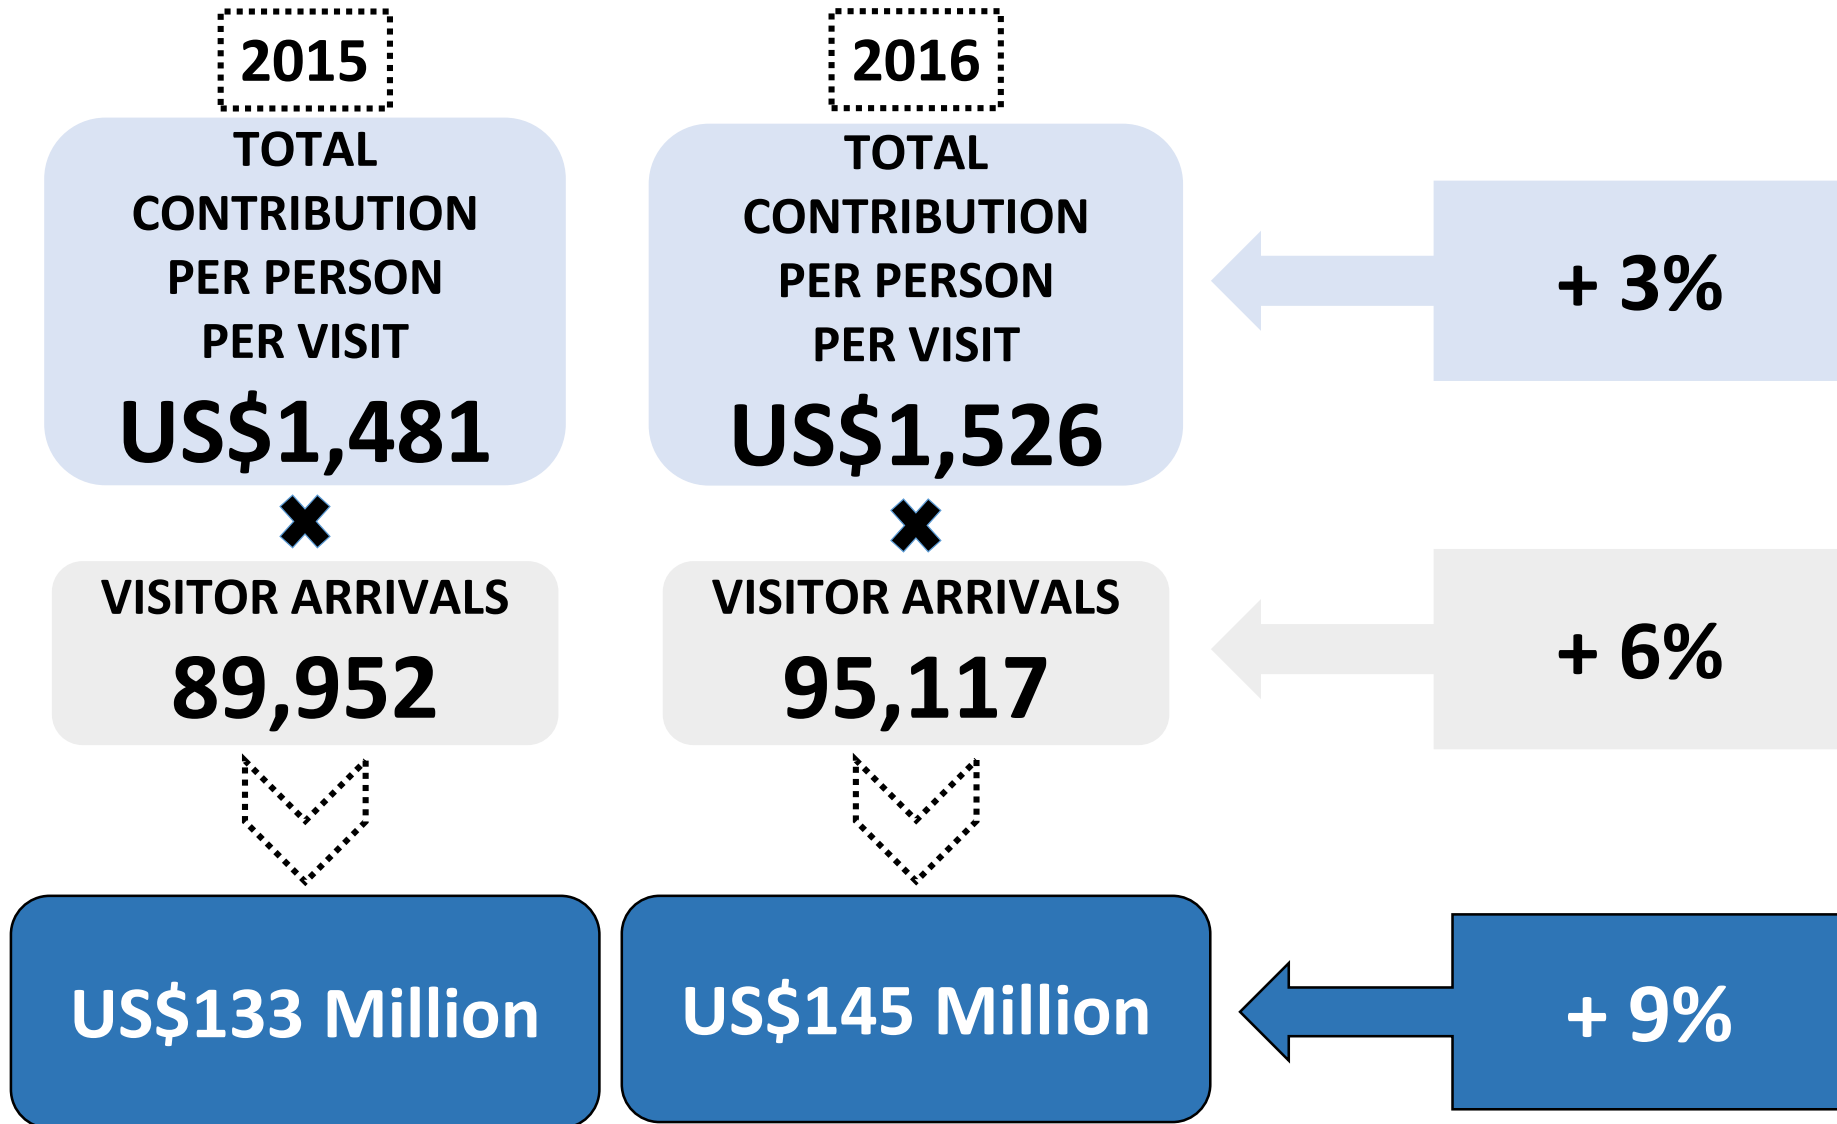 2015
TOTAL
CONTRIBUTION
PER PERSON
PER VISIT
US$1,481
VISITOR ARRIVALS
89,952
US$133 Million
2016
TOTAL
CONTRIBUTION
PER PERSON
PER VISIT
US$1,526
VISITOR ARRIVALS
95,117
US$145 Million
+ 3%
+ 6%
+ 9%